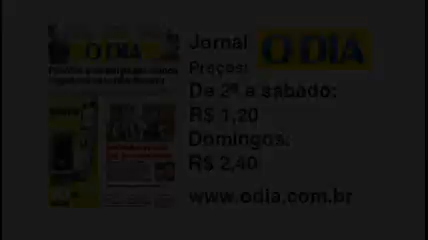 O DIA
Jornal O DIA
Preços:
De 2ª a sábado:
R$ 1,20
Domingos:
R$ 2,40
www.odia.com.br